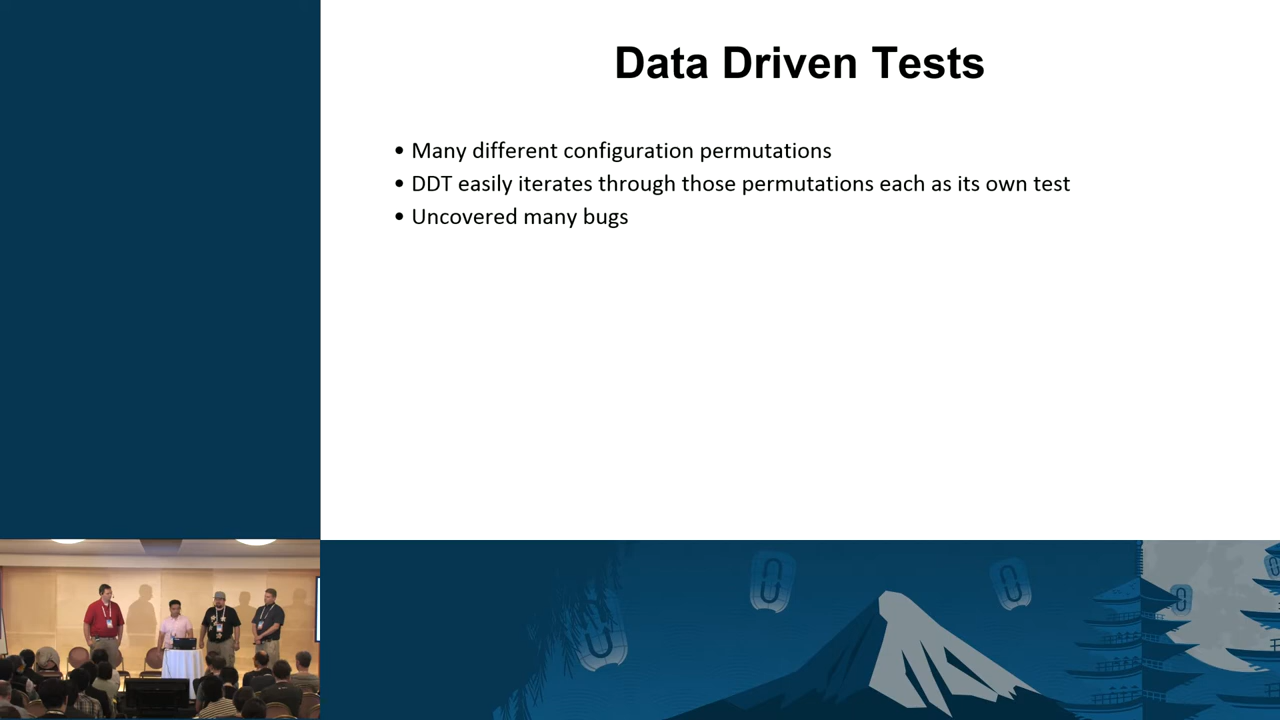 Data Driven Tests
• Many different configuration permutations
• DDT easily iterates through those permutations each as its own test
• Uncovered many bugs